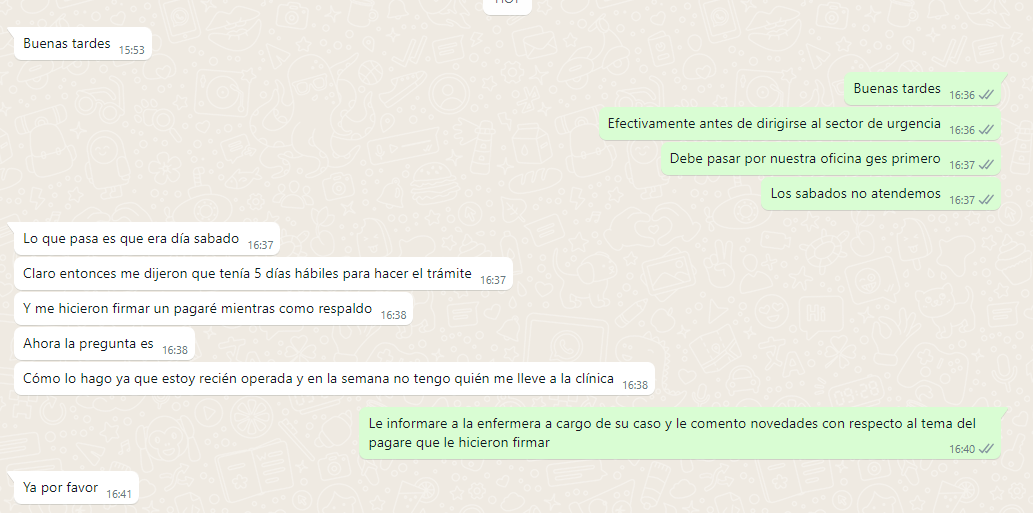 HOY
Buenas tardes 15:53
Buenas tardes 16:36
Efectivamente antes de dirigirse al sector de urgencia 16:36
Debe pasar por nuestra oficina ges primero 16:37
Los sabados no atendemos 16:37
Lo que pasa es que era día sabado 16:37
Claro entonces me dijeron que tenía 5 días hábiles para hacer el trámite 16:37
Y me hicieron firmar un pagaré mientras como respaldo 16:38
Ahora la pregunta es 16:38
Cómo lo hago ya que estoy recién operada y en la semana no tengo quién me lleve a la clínica 16:38
Le informare a la enfermera a cargo de su caso y le comento novedades con respecto al tema del
pagare que le hicieron firmar 16:40
Ya por favor 16:41